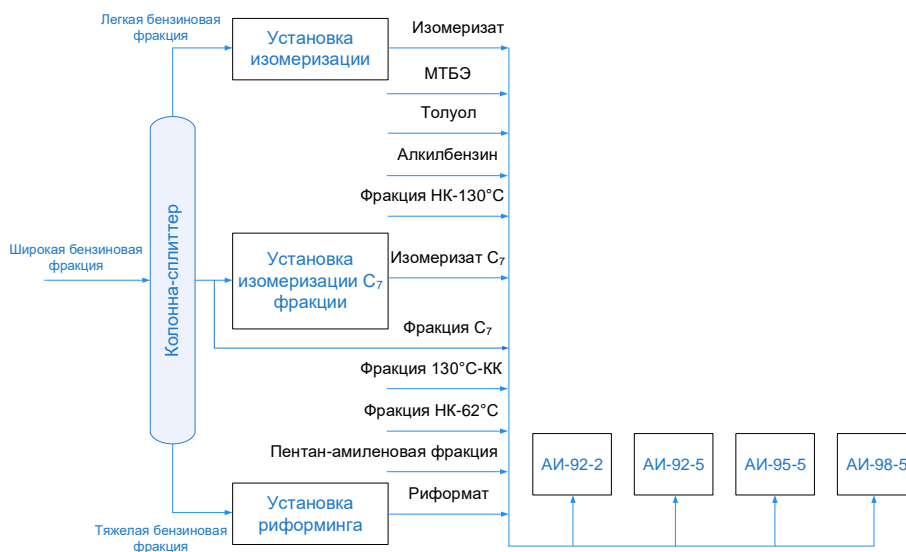 Легкая бензиновая
фракция
Установка
изомеризации
Изомеризат
МТБЭ
Толуол
Алкилбензин
Фракция НК-130°С
Широкая бензиновая
фракция
Колонна-сплиттер
Установка
изомеризации С₇
фракции
Изомеризат С₇
Фракция С₇
Фракция 130°С-КК
Фракция НК-62°С
Пентан-амиленовая фракция
Риформат
Установка
риформинга
Тяжелая бензиновая
фракция
АИ-92-2
АИ-92-5
АИ-95-5
АИ-98-5